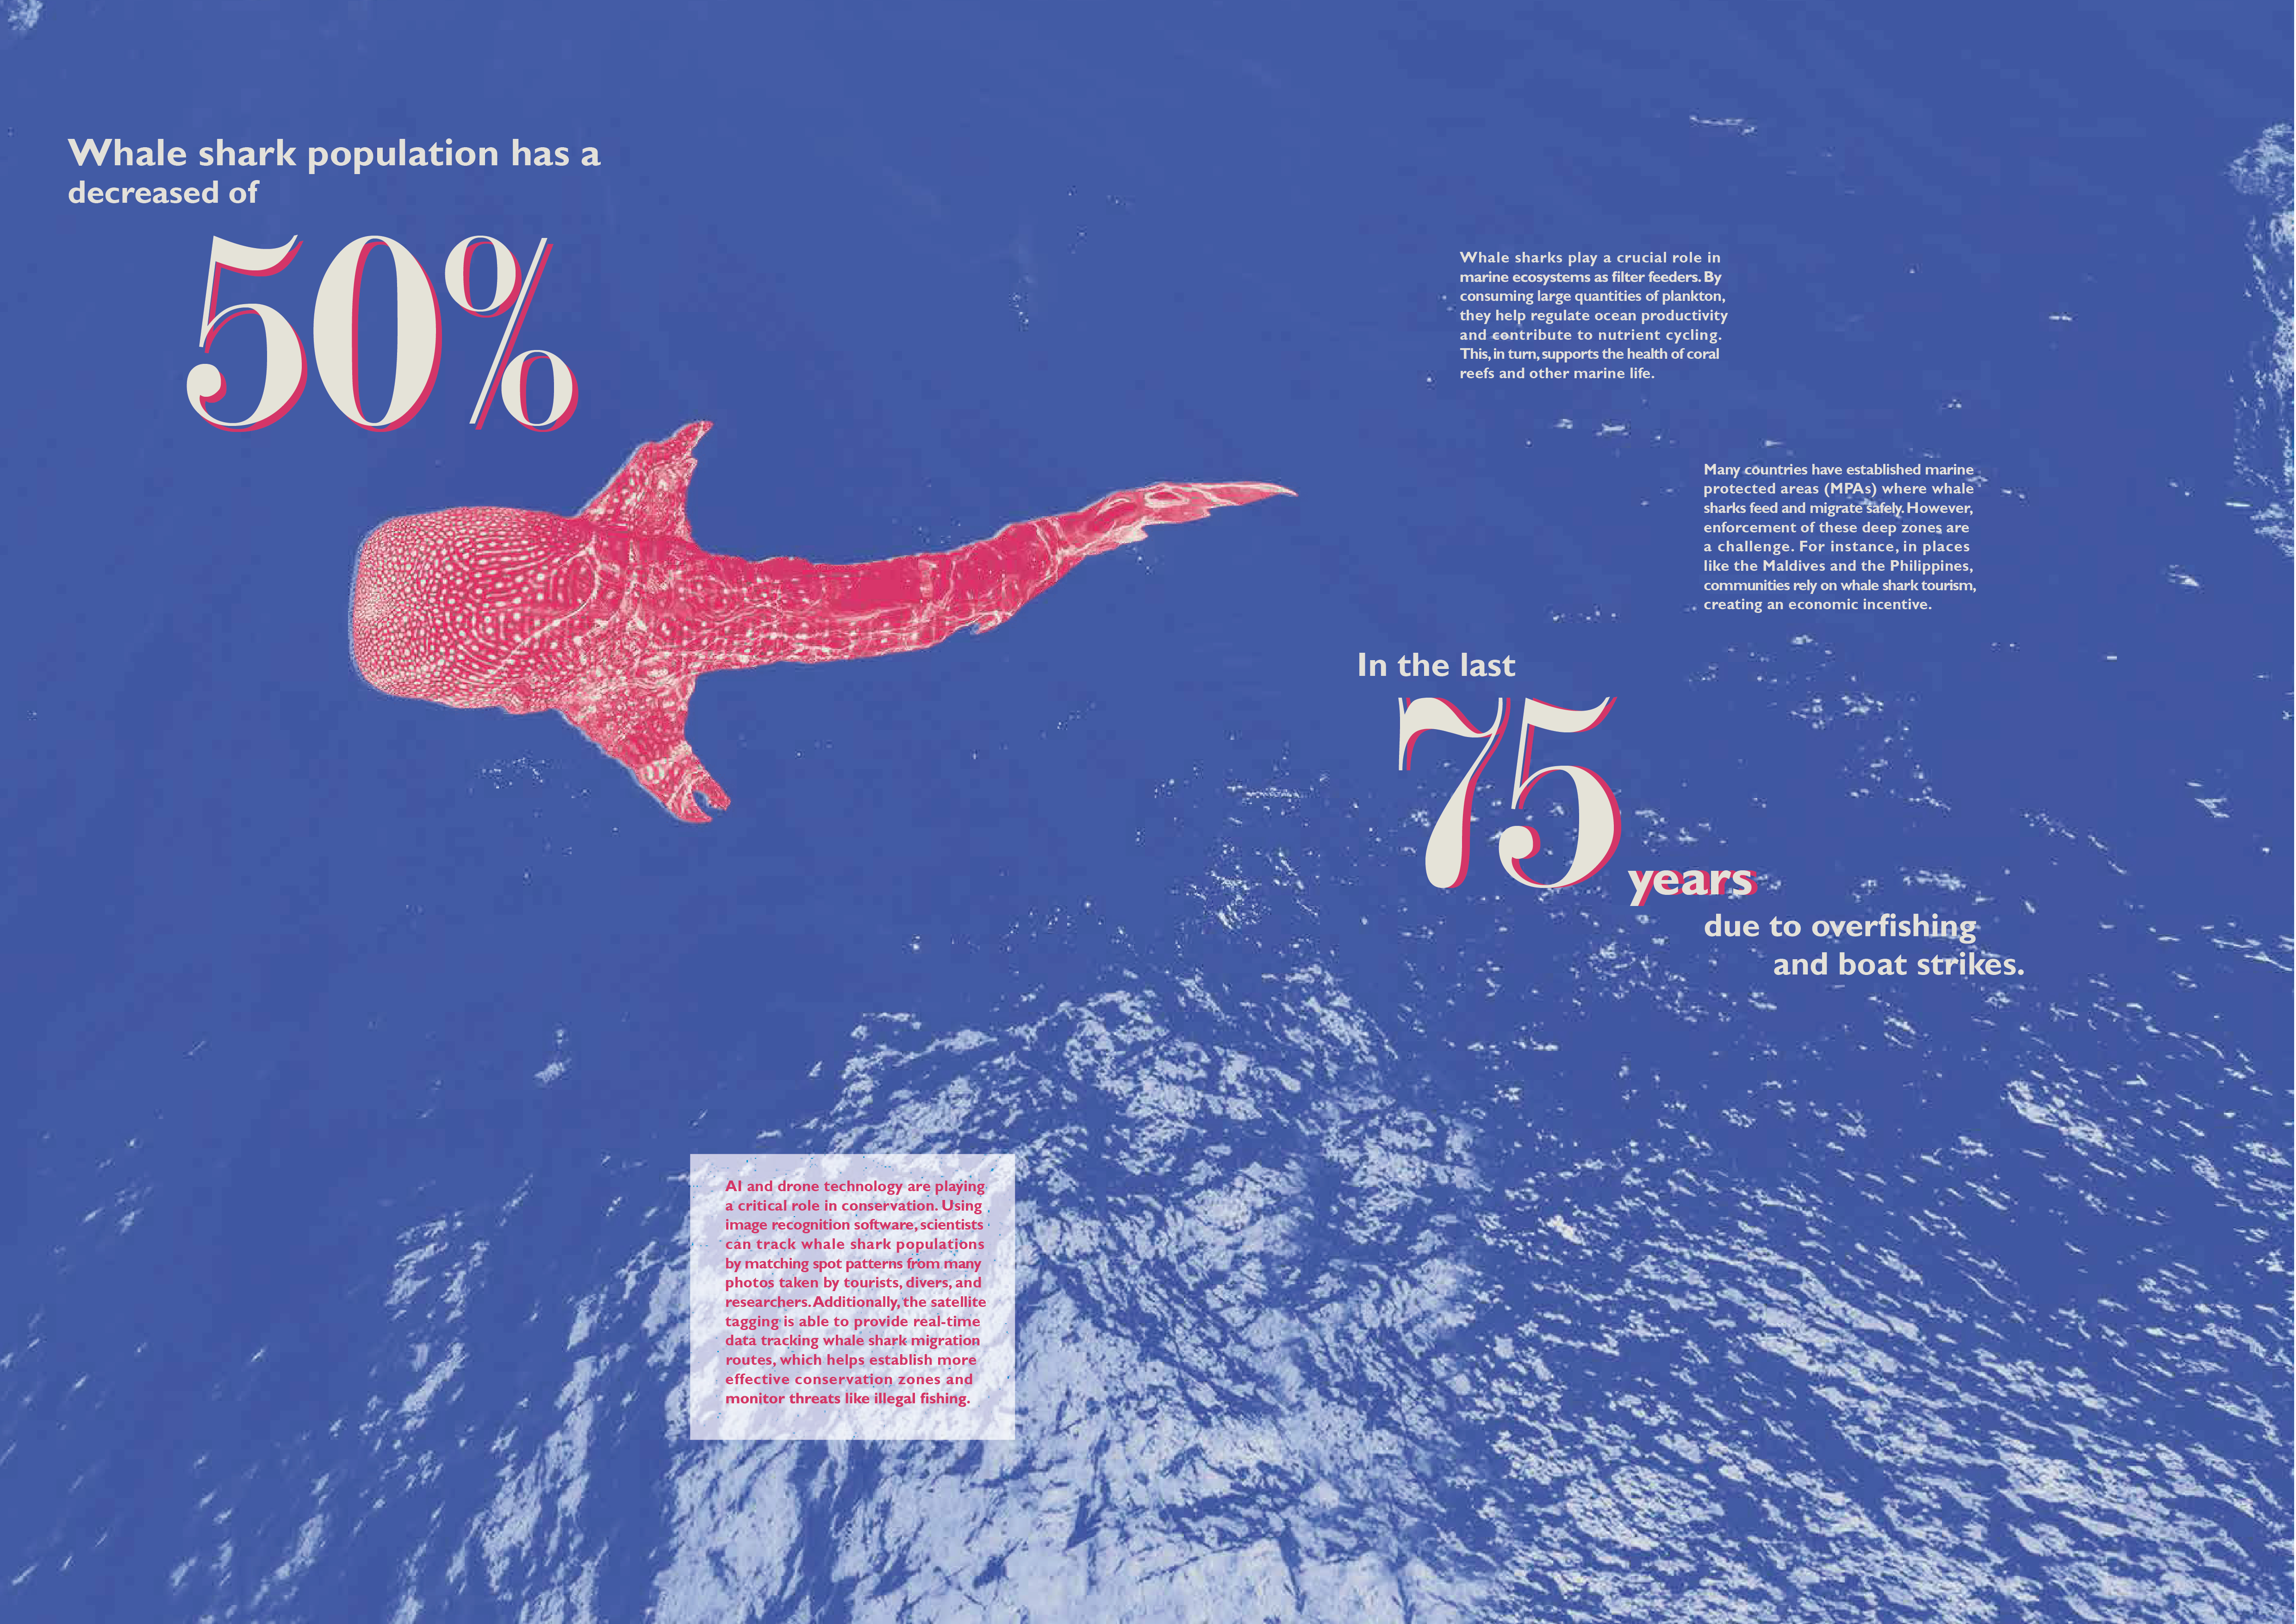 Whale shark population has a
decreased of
50%
Whale sharks play a crucial role in
marine ecosystems as filter feeders. By
consuming large quantities of plankton,
they help regulate ocean productivity
and contribute to nutrient cycling.
This, in turn, supports the health of coral
reefs and other marine life.
Many countries have established marine
protected areas (MPAs) where whale
sharks feed and migrate safely. However,
enforcement of these deep zones are
a challenge. For instance, in places
like the Maldives and the Philippines,
communities rely on whale shark tourism,
creating an economic incentive.
In the last
75
years
due to overfishing
and boat strikes.
AI and drone technology are playing
a critical role in conservation. Using
image recognition software, scientists
can track whale shark populations
by matching spot patterns from many
photos taken by tourists, divers, and
researchers. Additionally, the satellite
tagging is able to provide real-time
data tracking whale shark migration
routes, which helps establish more
effective conservation zones and
monitor threats like illegal fishing.